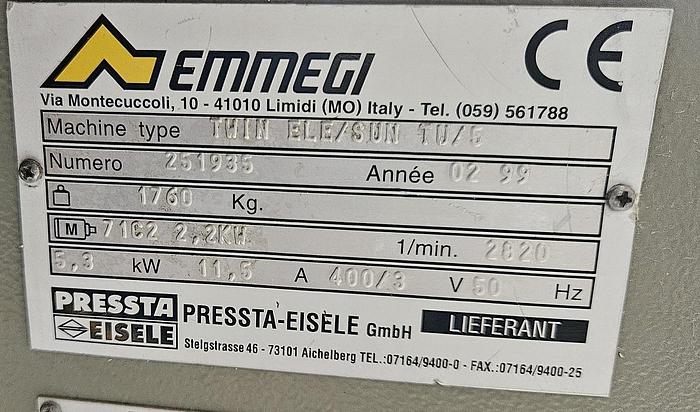 EMMEGI
CE
Via Montecuccoli, 10 - 41010 Limidi (MO) Italy - Tel. (059) 561788
Machine type TWIN ELE/SUN TU/5
Numero 251935 Année 02 99
1760 Kg.
M 71C2 2,2KW 1/min. 2820
5,3 kW 11,5 A 400/3 V 50 Hz
PRESSTA EISELE PRESSTA-EISELE GmbH LIEFERANT
Stelgstrasse 46 - 73101 Aichelberg TEL.:07164/9400-0 - FAX.:07164/9400-25